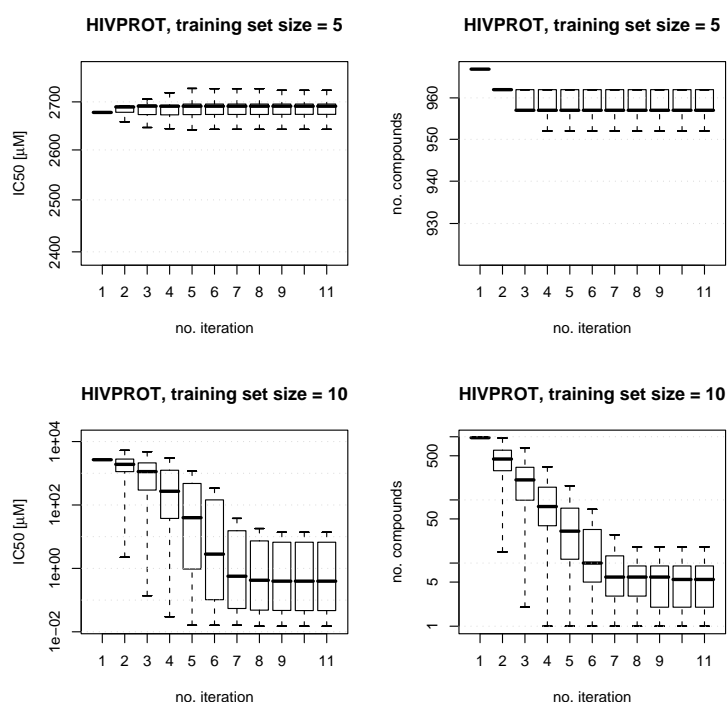 HIVPROT, training set size = 5
2700
2600
2500
2400
IC50 [µM]
1 2 3 4 5 6 7 8 9 11
no. iteration
HIVPROT, training set size = 5
960
950
940
930
no. compounds
1 2 3 4 5 6 7 8 9 11
no. iteration
HIVPROT, training set size = 10
1e+04
1e+02
1e+00
1e−02
IC50 [µM]
1 2 3 4 5 6 7 8 9 11
no. iteration
HIVPROT, training set size = 10
500
50
5
1
no. compounds
1 2 3 4 5 6 7 8 9 11
no. iteration